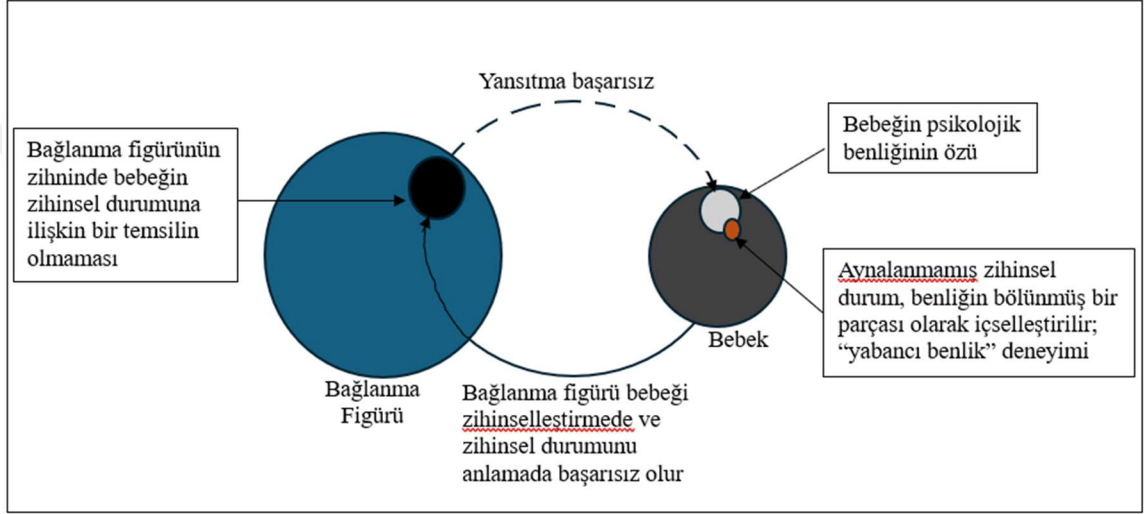 Yansıtma başarısız
Bağlanma figürünün
zihninde bebeğin
zihinsel durumuna
ilişkin bir temsilin
olmaması
Bebeğin psikolojik
benliğinin özü
Aynalanmamış zihinsel
durum, benliğin bölünmüş bir
parçası olarak içselleştirilir;
“yabancı benlik” deneyimi
Bebek
Bağlanma
Figürü
Bağlanma figürü bebeği
zihinselleştirmede ve
zihinsel durumunu
anlamada başarısız olur